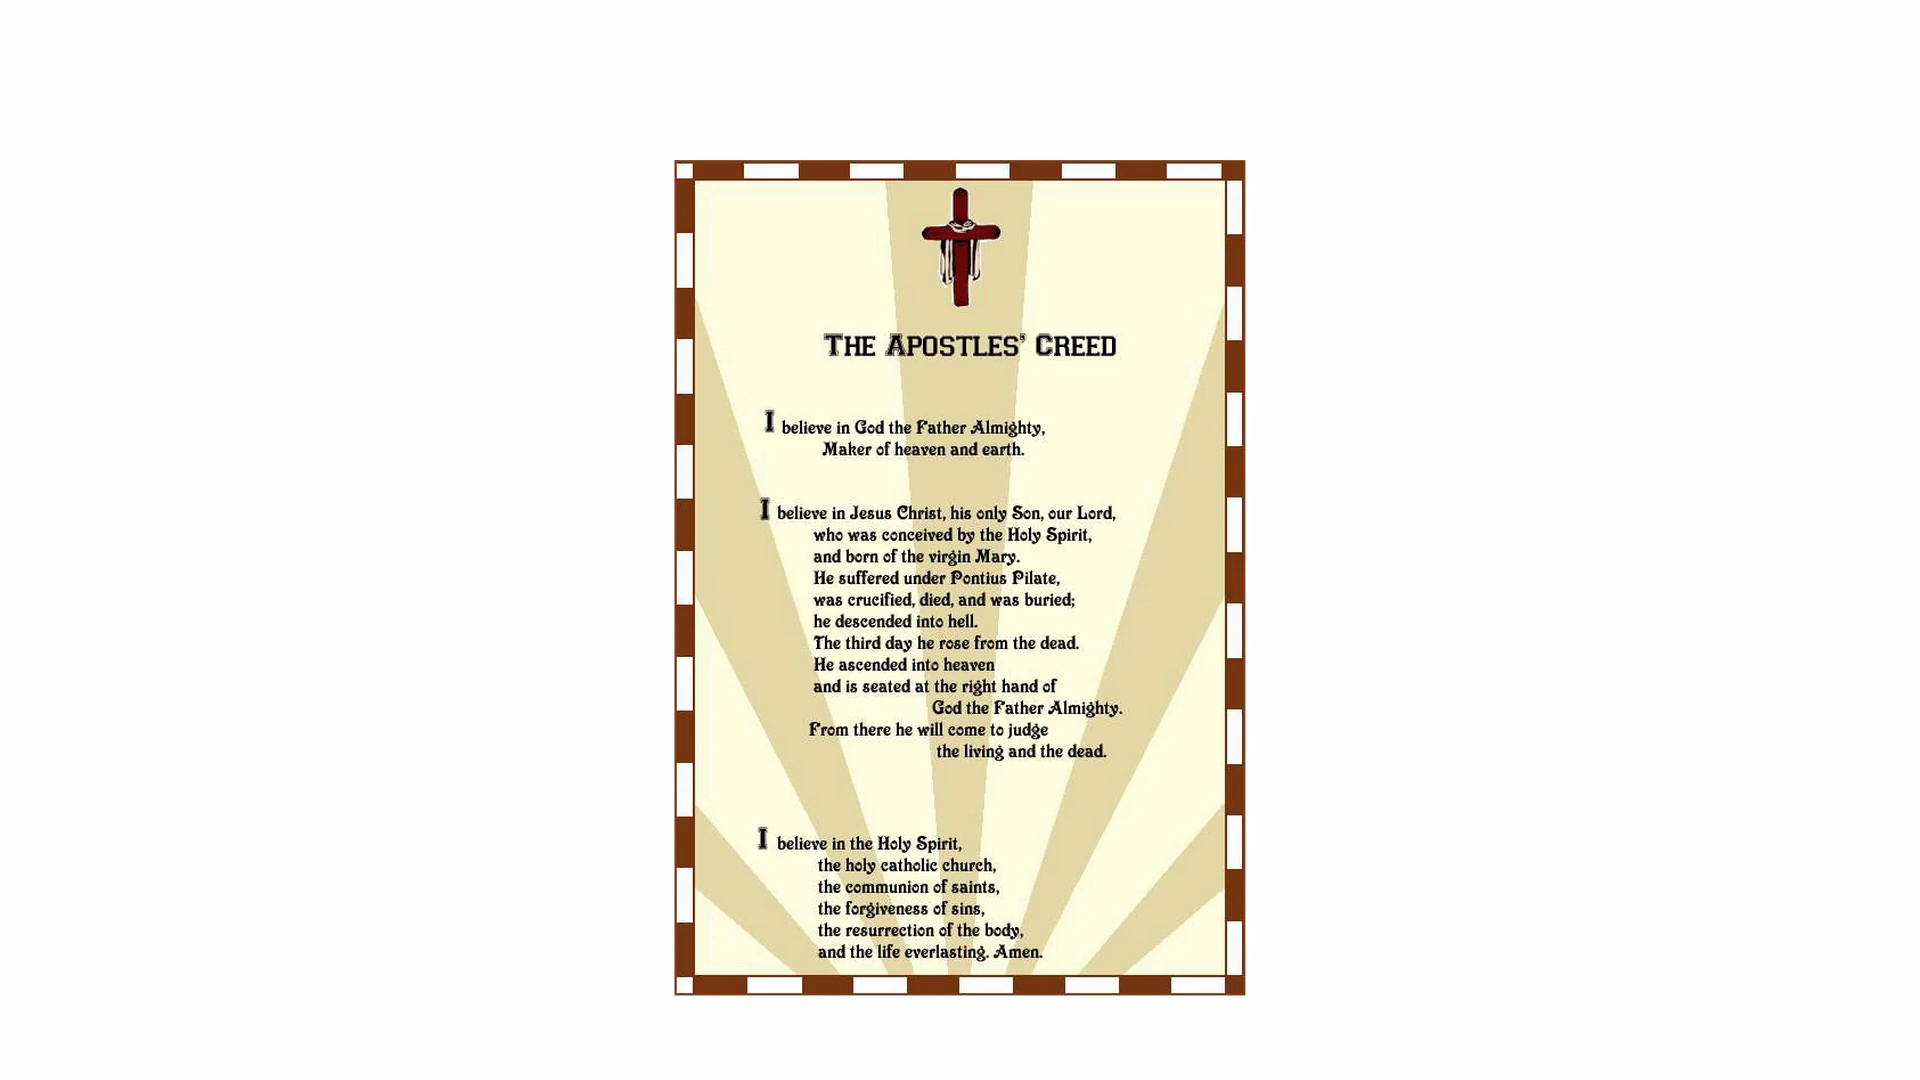 The Apostles' Creed
I believe in God the Father Almighty,
Maker of heaven and earth.
I believe in Jesus Christ, his only Son, our Lord,
who was conceived by the Holy Spirit,
and born of the virgin Mary.
He suffered under Pontius Pilate,
was crucified, died, and was buried;
he descended into hell.
The third day he rose from the dead.
He ascended into heaven
and is seated at the right hand of
God the Father Almighty.
From there he will come to judge
the living and the dead.
I believe in the Holy Spirit,
the holy catholic church,
the communion of saints,
the forgiveness of sins,
the resurrection of the body,
and the life everlasting. Amen.